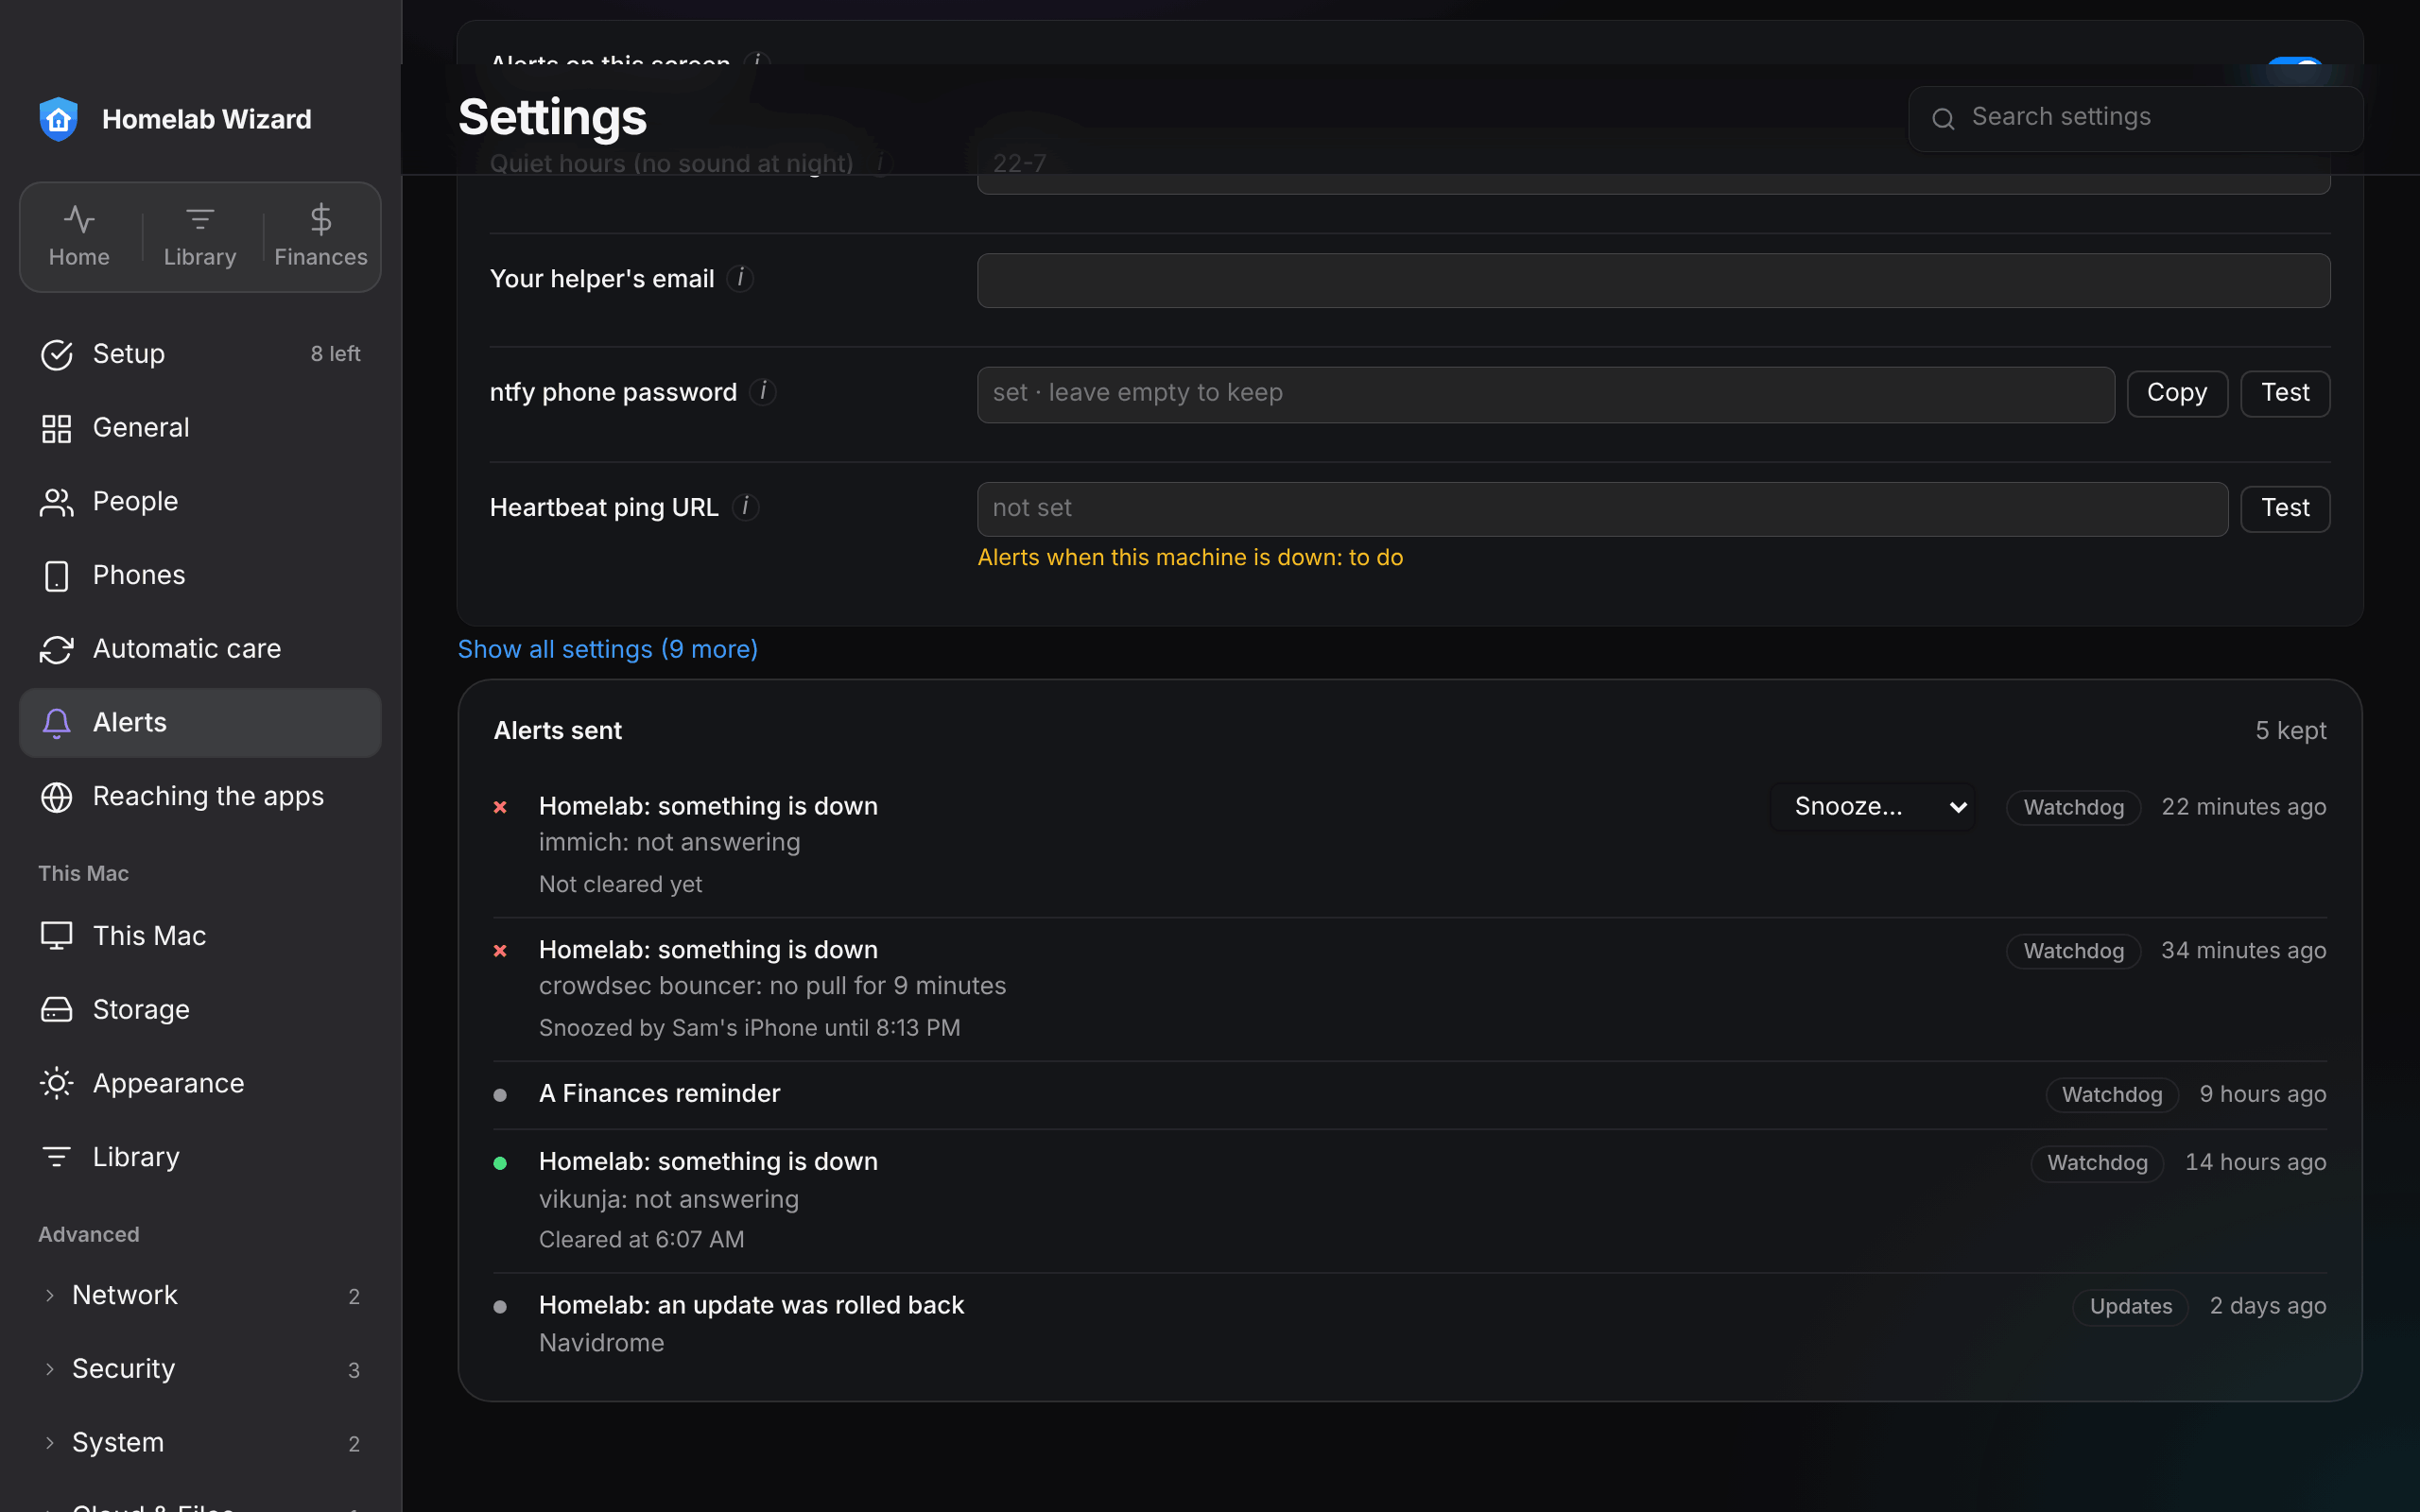 Homelab Wizard
Home
Library
Finances
Setup
8 left
General
People
Phones
Automatic care
Alerts
Reaching the apps
This Mac
This Mac
Storage
Appearance
Library
Advanced
Network
2
Security
3
System
2
Cloud & Files
Alerts on this screen
Settings
Search settings
Quiet hours (no sound at night)
22-7
Your helper's email
ntfy phone password
set · leave empty to keep
Copy
Test
Heartbeat ping URL
not set
Test
Alerts when this machine is down: to do
Show all settings (9 more)
Alerts sent
5 kept
Homelab: something is down
Snooze...
Watchdog
22 minutes ago
immich: not answering
Not cleared yet
Homelab: something is down
Watchdog
34 minutes ago
crowdsec bouncer: no pull for 9 minutes
Snoozed by Sam's iPhone until 8:13 PM
A Finances reminder
Watchdog
9 hours ago
Homelab: something is down
Watchdog
14 hours ago
vikunja: not answering
Cleared at 6:07 AM
Homelab: an update was rolled back
Updates
2 days ago
Navidrome